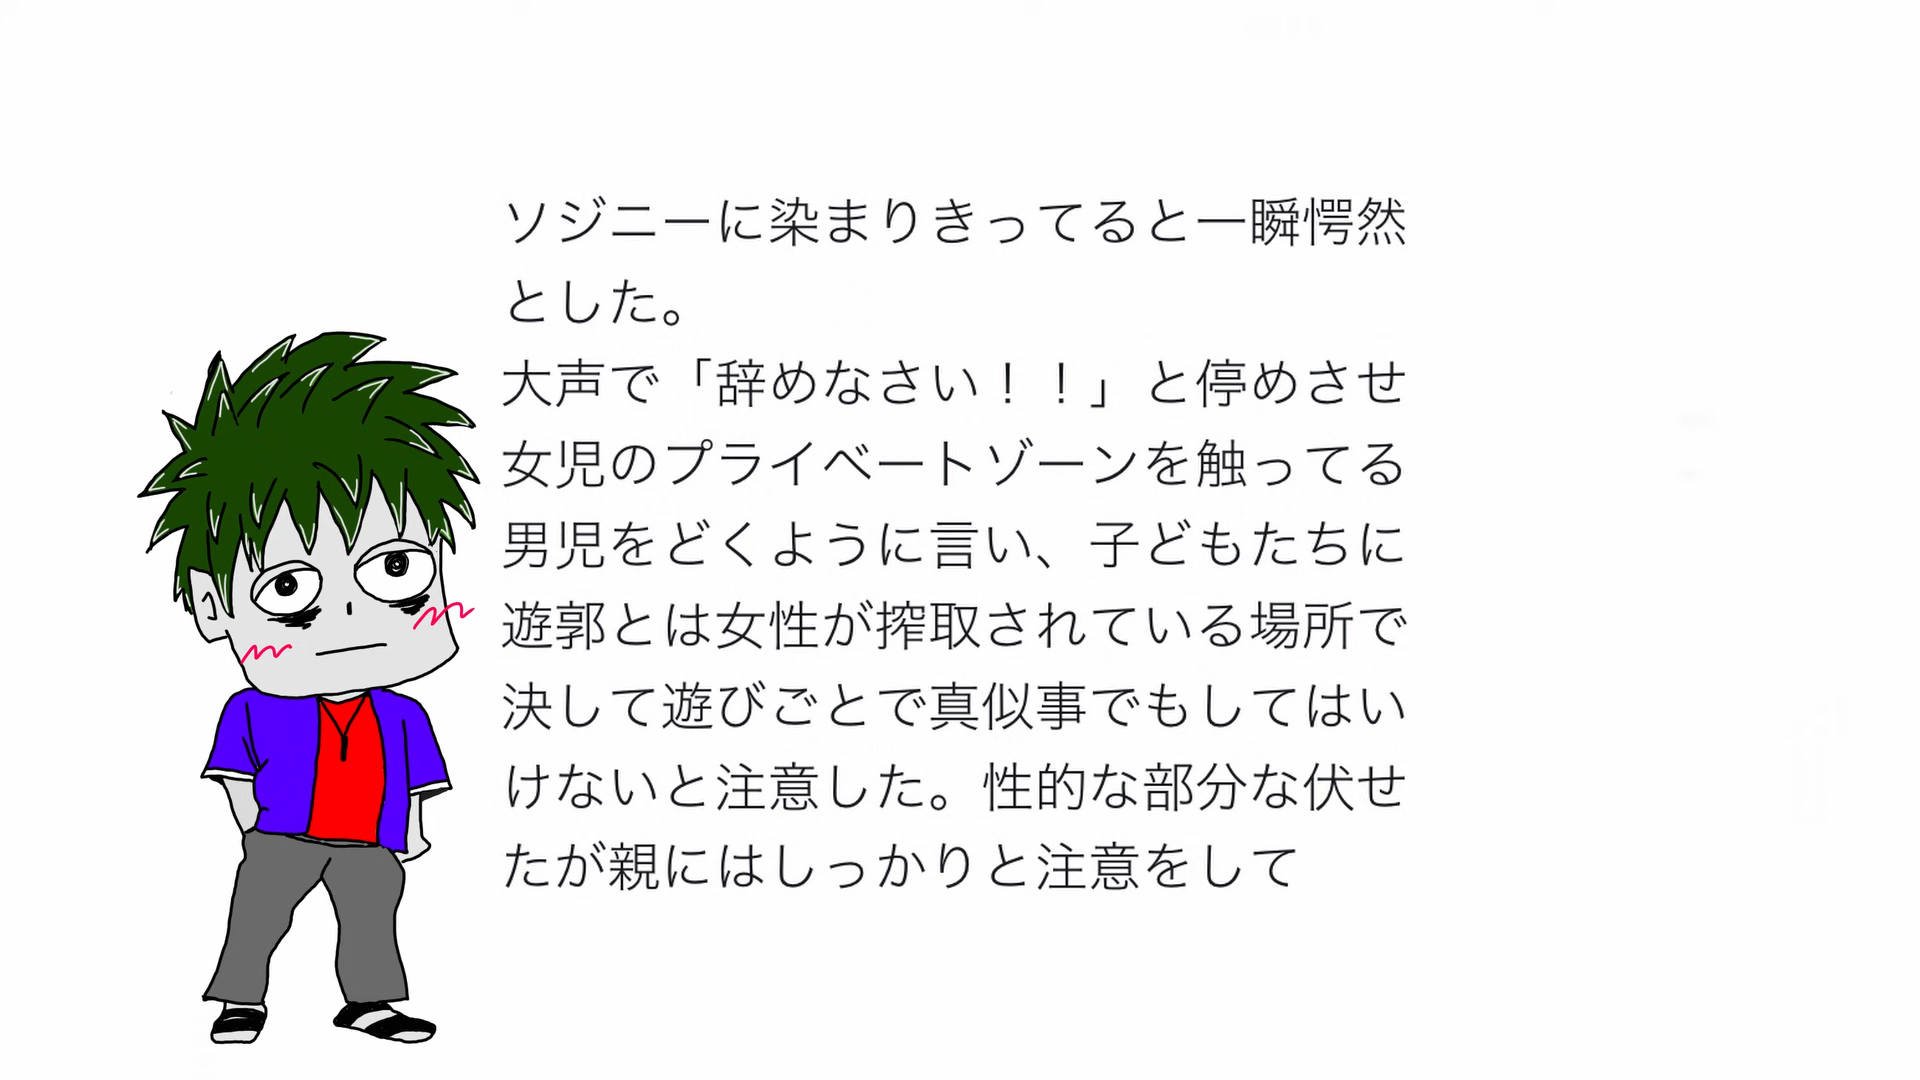 ソジニーに染まりきってると一瞬愕然
とした。
大声で「辞めなさい！！」と停めさせ
女児のプライベートゾーンを触ってる
男児をどくように言い、子どもたちに
遊郭とは女性が搾取されている場所で
決して遊びごとで真似事でもしてはい
けないと注意した。性的な部分な伏せ
たが親にはしっかりと注意をして